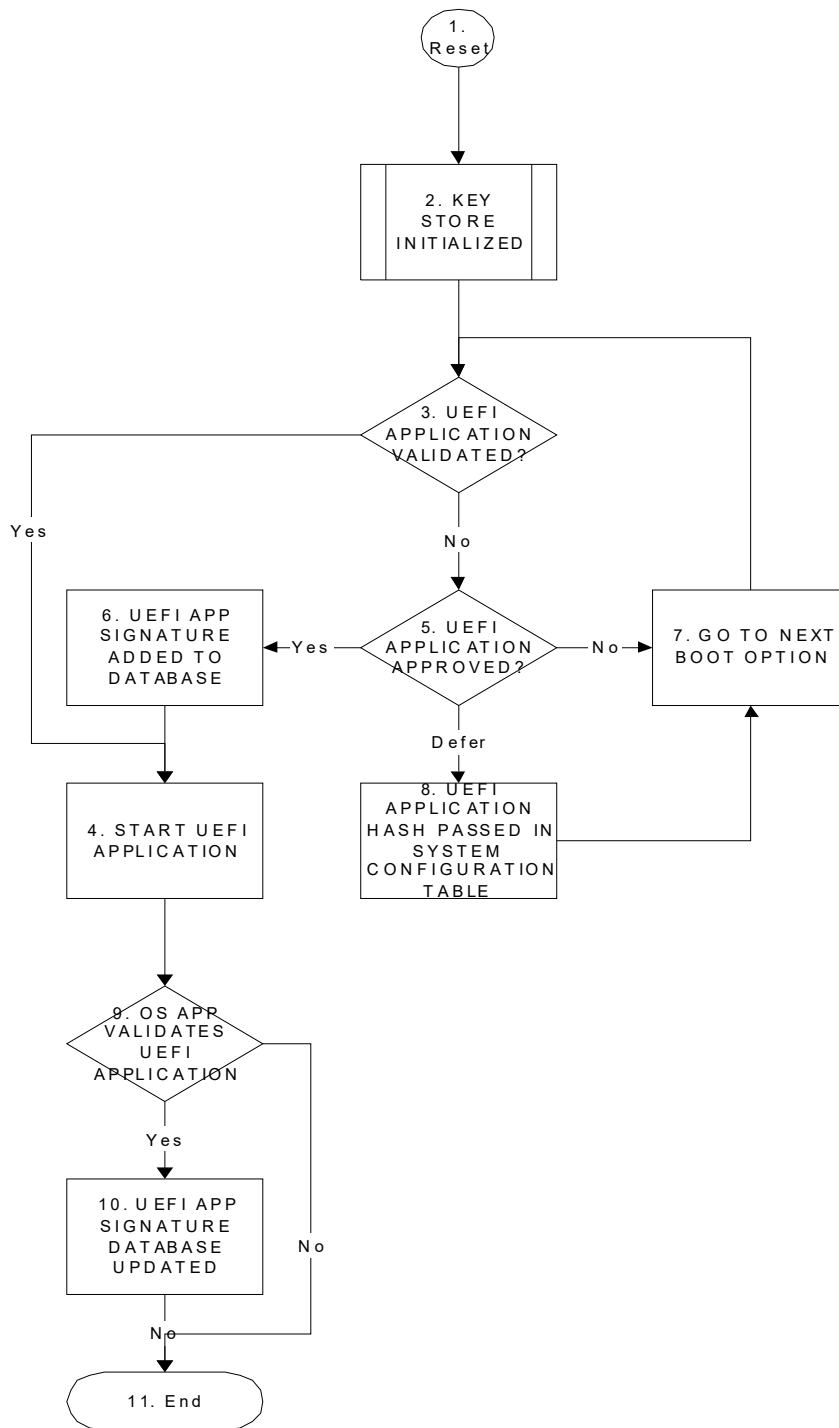 1.
Reset
2. KEY
STORE
INITIALIZED
3. UEFI
APPLICATION
VALIDATED?
Yes
No
6. UEFI APP
SIGNATURE
ADDED TO
DATABASE
Yes
5. UEFI
APPLICATION
APPROVED?
No
7. GO TO NEXT
BOOT OPTION
Defer
4. START UEFI
APPLICATION
8. UEFI
APPLICATION
HASH PASSED IN
SYSTEM
CONFIGURATION
TABLE
9. OS APP
VALIDATES
UEFI
APPLICATION
Yes
10. UEFI APP
SIGNATURE
DATABASE
UPDATED
No
No
11. End